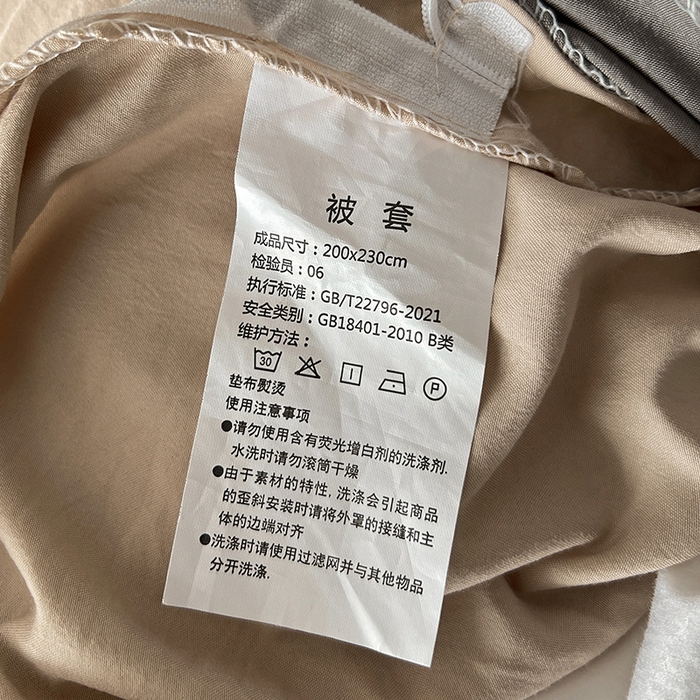 被套
成品尺寸：200x230cm
检验员：06
执行标准：GB/T22796-2021
安全类别：GB18401-2010 B类
维护方法：
30 P
垫布熨烫
使用注意事项
●请勿使用含有荧光增白剂的洗涤剂.
水洗时请勿滚筒干燥
●由于素材的特性, 洗涤会引起商品
的歪斜安装时请将外罩的接缝和主
体的边端对齐
●洗涤时请使用过滤网并与其他物品
分开洗涤.